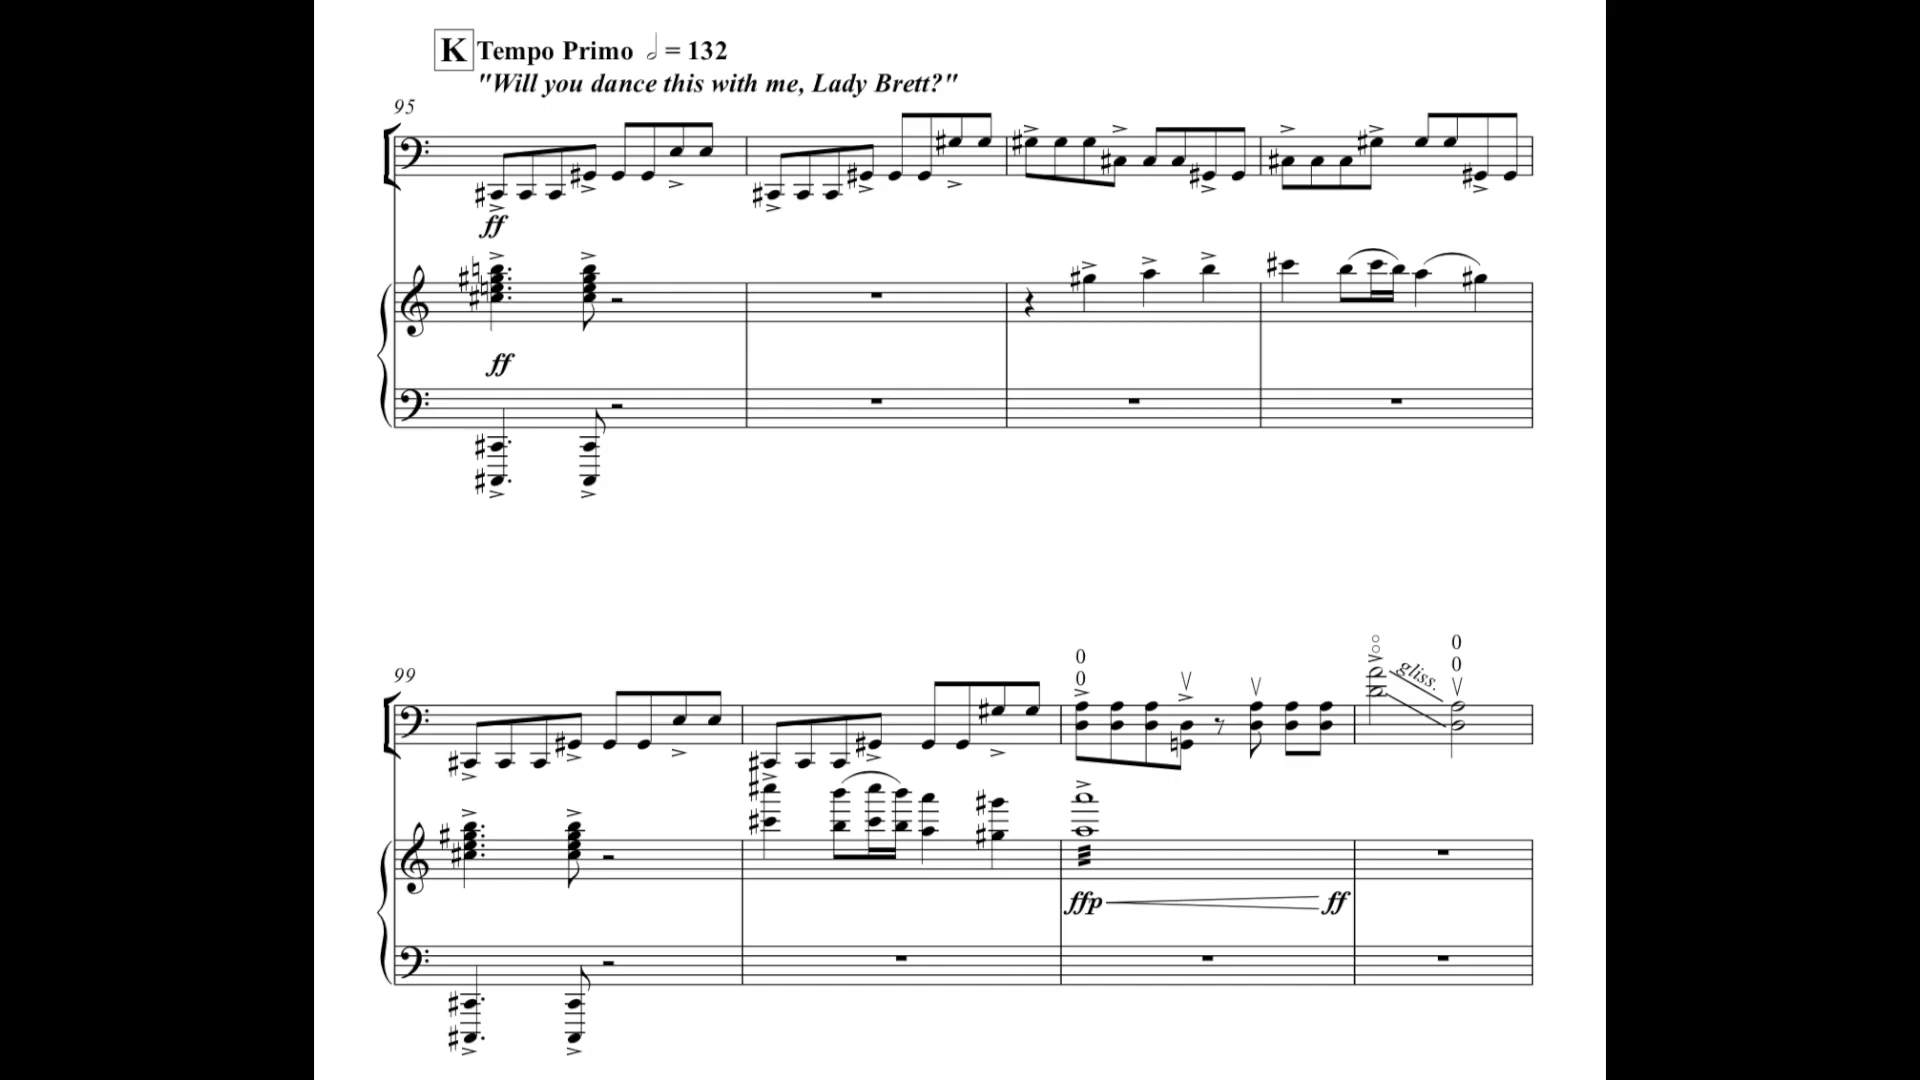 K Tempo Primo 𝅗𝅥 = 132
"Will you dance this with me, Lady Brett?"
95
ff
ff
99
0 0
0 gliss. 0
ffp ff